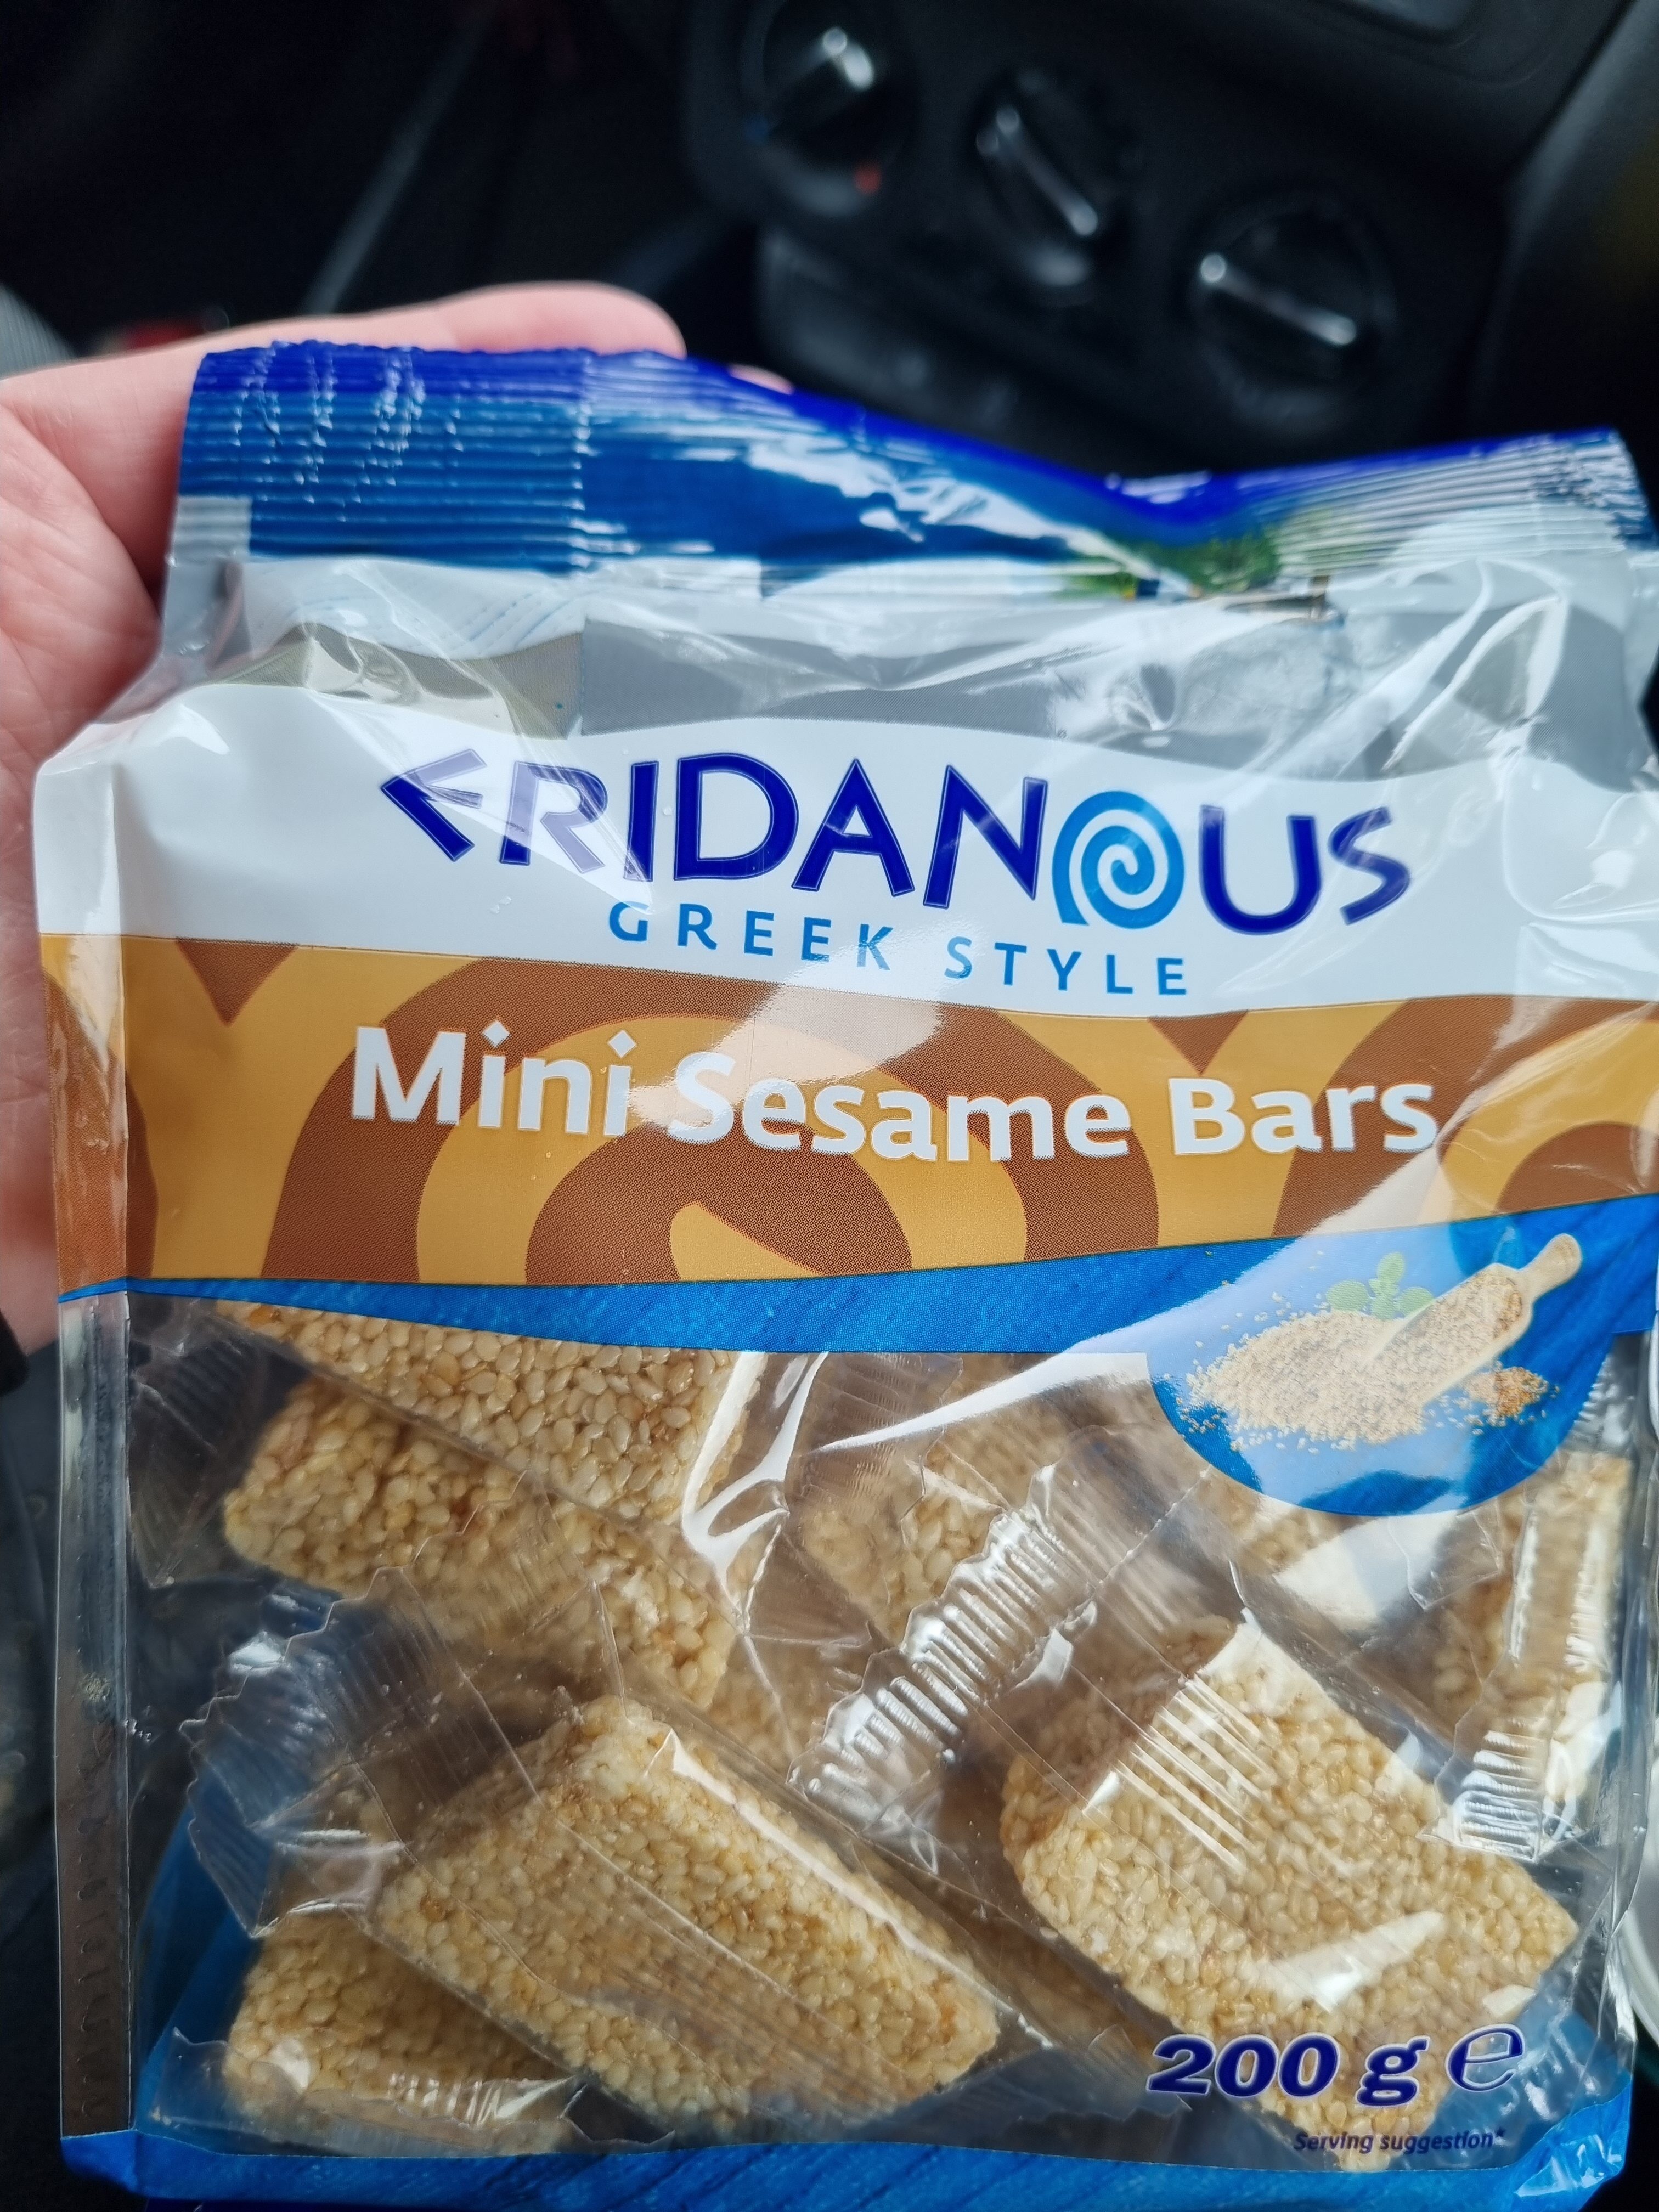 ERIDANOUS
GREEK STYLE
Mini Sesame Bars
200 g ℮
Serving suggestion*